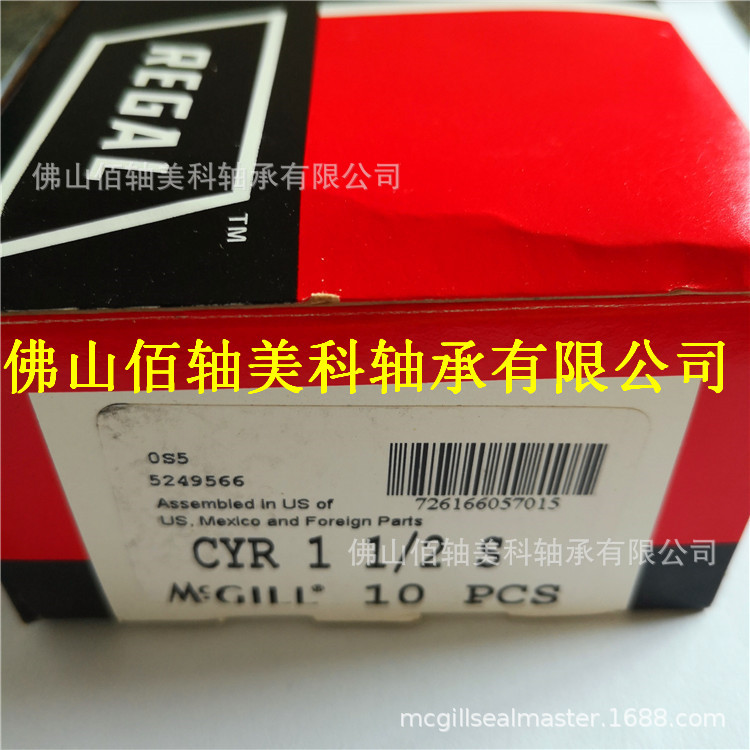 REGAL
TM
佛山佰轴美科轴承有限公司
佛山佰轴美科轴承有限公司
0S5
5249566
Assembled in US of
US, Mexico and Foreign Parts
726166057015
CYR 1 1/2 S
佛山佰轴美科轴承有限公司
McGILL® 10 PCS
mcgillsealmaster.1688.com